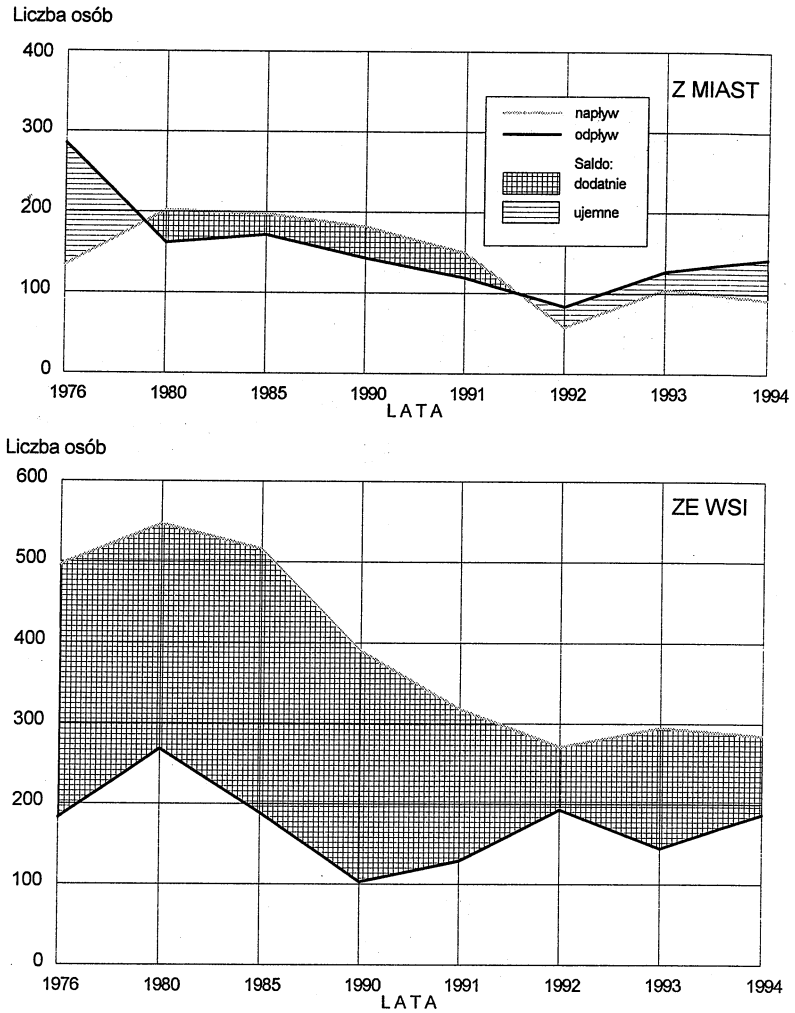 Liczba osób
400
Z MIAST
napływ
odpływ
300
Saldo:
dodatnie
200
ujemne
100
0
1976 1980 1985 1990 1991 1992 1993 1994
LATA
Liczba osób
600
ZE WSI
500
400
300
200
100
0
1976 1980 1985 1990 1991 1992 1993 1994
LATA